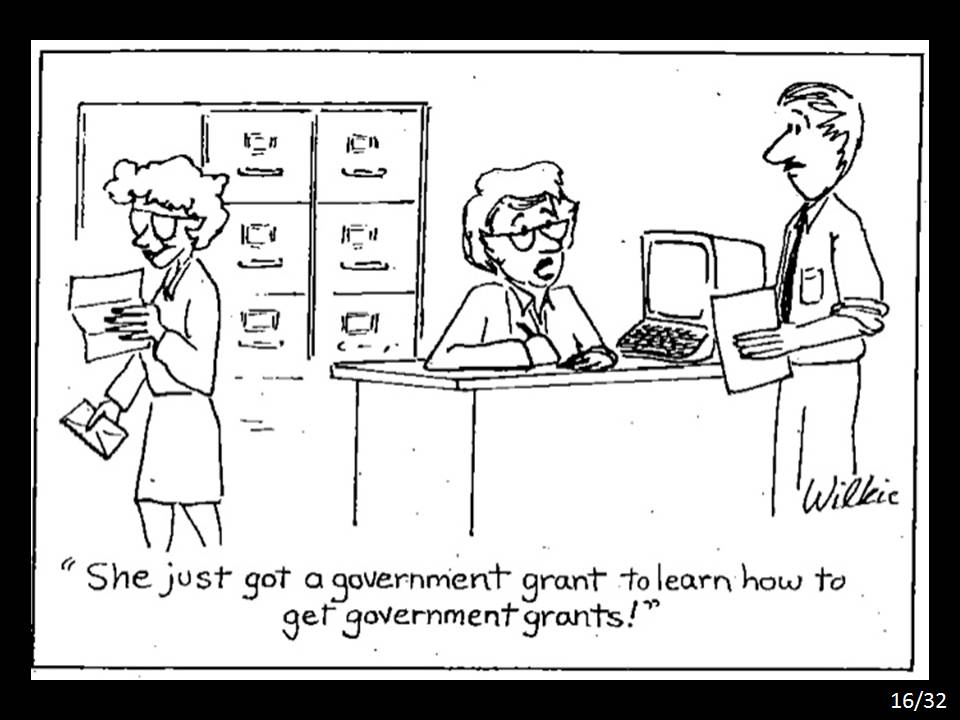 Wilkie
“She just got a government grant to learn how to
get government grants!”
16/32